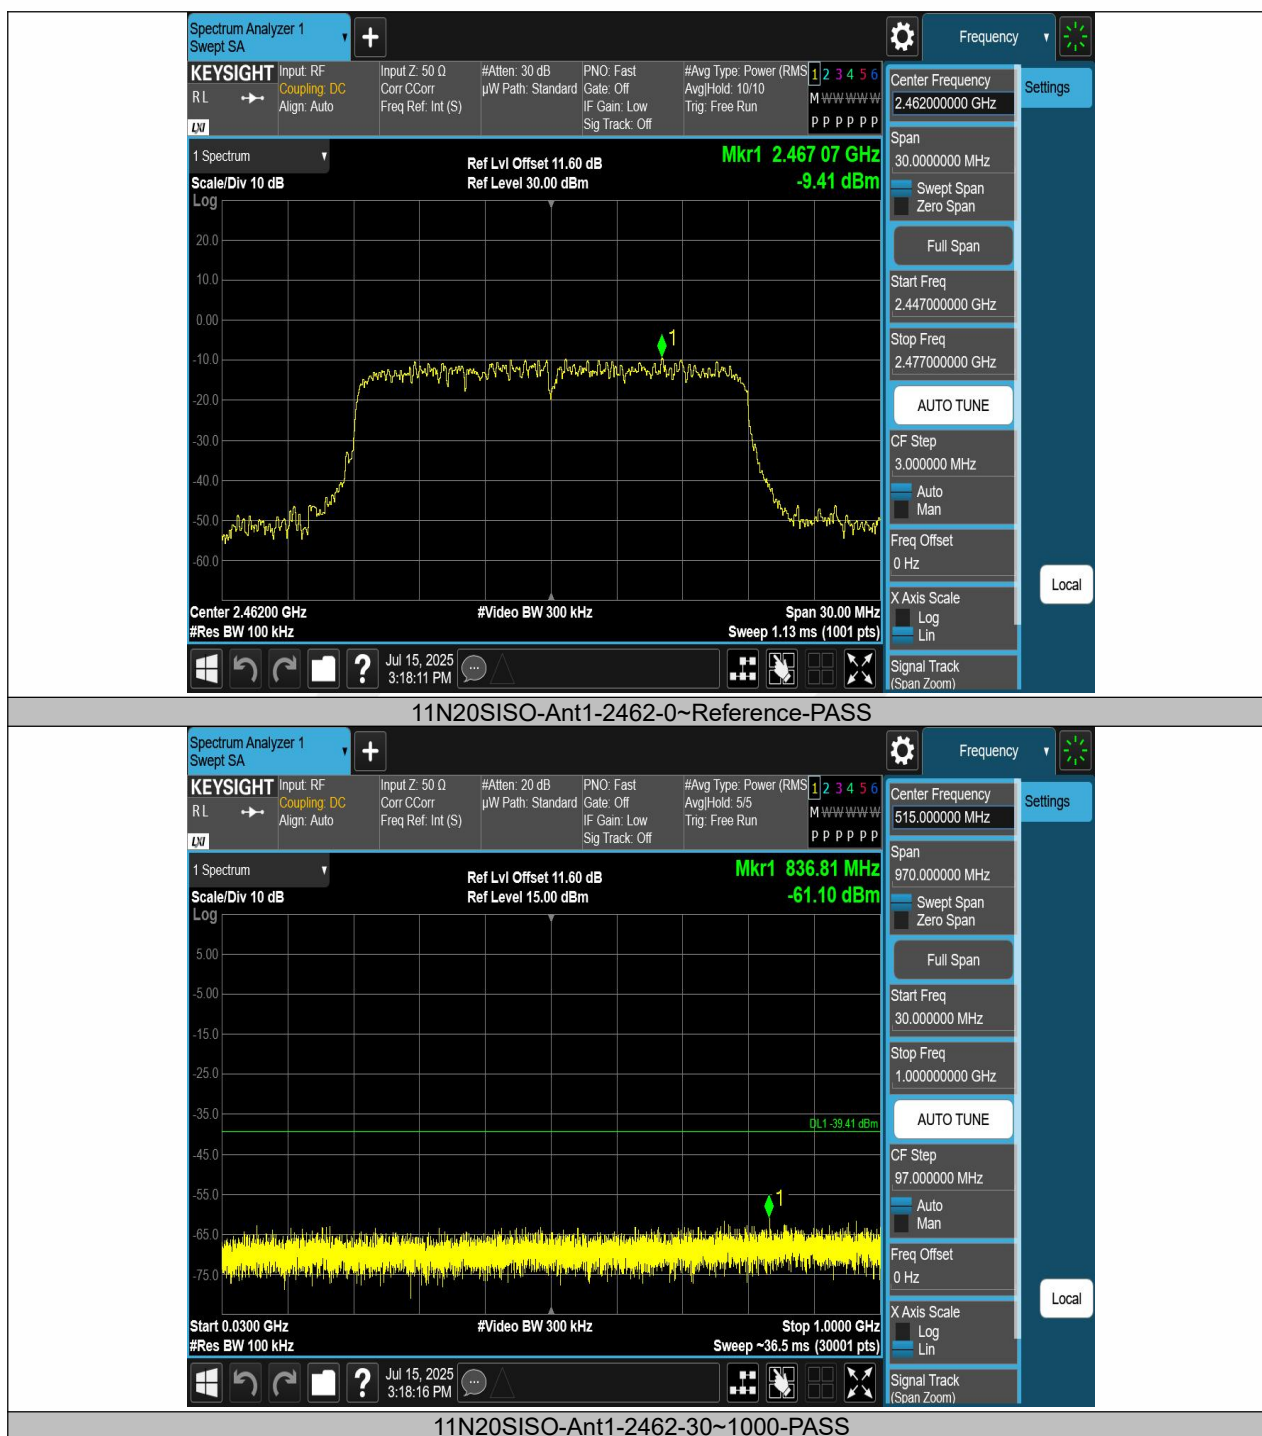 Spectrum Analyzer 1
Swept SA
+
Frequency
KEYSIGHT
R L
LXI
Input: RF
Coupling: DC
Align: Auto
Input Z: 50 Ω
Corr CCorr
Freq Ref: Int (S)
#Atten: 30 dB
µW Path: Standard
PNO: Fast
Gate: Off
IF Gain: Low
Sig Track: Off
#Avg Type: Power (RMS
Avg|Hold: 10/10
Trig: Free Run
1 2 3 4 5 6
M W W W W W
P P P P P P
1 Spectrum
Scale/Div 10 dB
Ref Lvl Offset 11.60 dB
Ref Level 30.00 dBm
Mkr1 2.467 07 GHz
-9.41 dBm
Log
20.0
10.0
0.00
-10.0
-20.0
-30.0
-40.0
-50.0
-60.0
1
Center 2.46200 GHz
#Res BW 100 kHz
#Video BW 300 kHz
Span 30.00 MHz
Sweep 1.13 ms (1001 pts)
Jul 15, 2025
3:18:11 PM
Center Frequency
2.462000000 GHz
Span
30.0000000 MHz
Swept Span
Zero Span
Full Span
Start Freq
2.447000000 GHz
Stop Freq
2.477000000 GHz
AUTO TUNE
CF Step
3.000000 MHz
Auto
Man
Freq Offset
0 Hz
X Axis Scale
Log
Lin
Signal Track
(Span Zoom)
Settings
Local
11N20SISO-Ant1-2462-0~Reference-PASS
Spectrum Analyzer 1
Swept SA
+
Frequency
KEYSIGHT
R L
LXI
Input: RF
Coupling: DC
Align: Auto
Input Z: 50 Ω
Corr CCorr
Freq Ref: Int (S)
#Atten: 20 dB
µW Path: Standard
PNO: Fast
Gate: Off
IF Gain: Low
Sig Track: Off
#Avg Type: Power (RMS
Avg|Hold: 5/5
Trig: Free Run
1 2 3 4 5 6
M W W W W W
P P P P P P
1 Spectrum
Scale/Div 10 dB
Ref Lvl Offset 11.60 dB
Ref Level 15.00 dBm
Mkr1 836.81 MHz
-61.10 dBm
Log
5.00
-5.00
-15.0
-25.0
-35.0
-45.0
-55.0
-65.0
-75.0
DL1 -39.41 dBm
1
Start 0.0300 GHz
#Res BW 100 kHz
#Video BW 300 kHz
Stop 1.0000 GHz
Sweep ~36.5 ms (30001 pts)
Jul 15, 2025
3:18:16 PM
Center Frequency
515.000000 MHz
Span
970.000000 MHz
Swept Span
Zero Span
Full Span
Start Freq
30.000000 MHz
Stop Freq
1.000000000 GHz
AUTO TUNE
CF Step
97.000000 MHz
Auto
Man
Freq Offset
0 Hz
X Axis Scale
Log
Lin
Signal Track
(Span Zoom)
Settings
Local
11N20SISO-Ant1-2462-30~1000-PASS